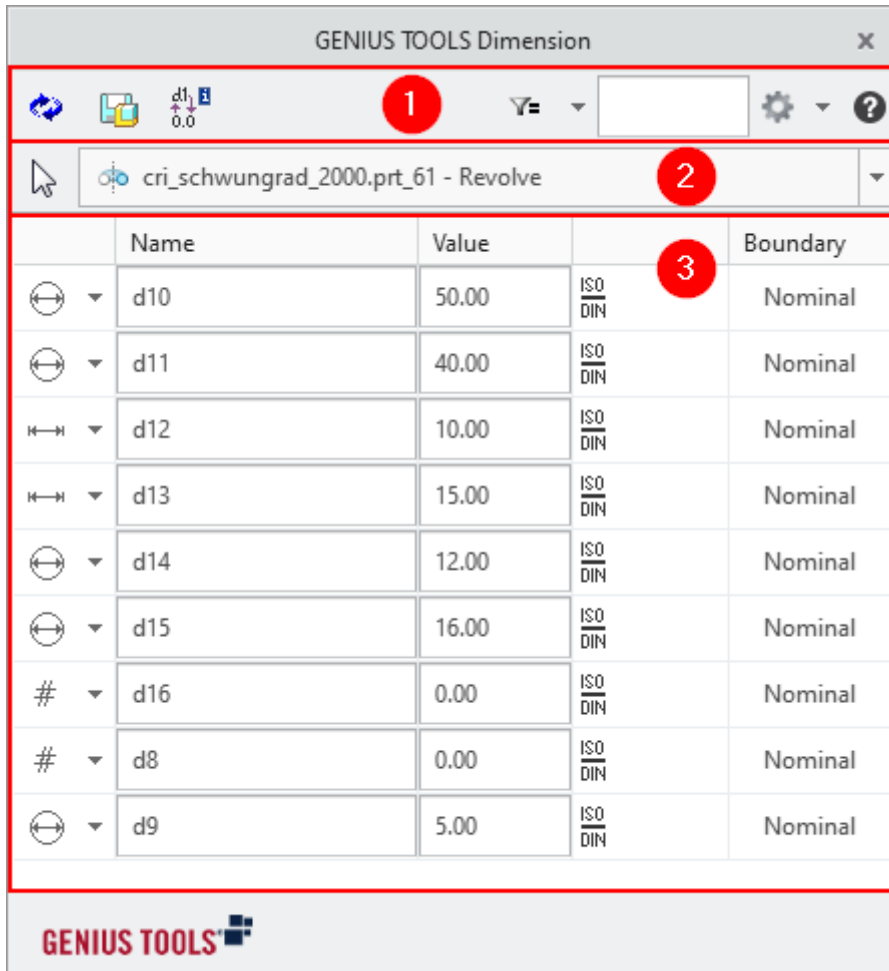 GENIUS TOOLS Dimension
d1 i
0.0
1
=
?
cri_schwungrad_2000.prt_61 - Revolve
2
Name Value Boundary
3
d10 50.00 ISO DIN Nominal
d11 40.00 ISO DIN Nominal
d12 10.00 ISO DIN Nominal
d13 15.00 ISO DIN Nominal
d14 12.00 ISO DIN Nominal
d15 16.00 ISO DIN Nominal
# d16 0.00 ISO DIN Nominal
# d8 0.00 ISO DIN Nominal
d9 5.00 ISO DIN Nominal
GENIUS TOOLS